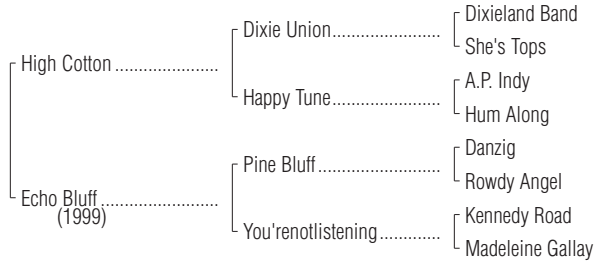 Dixieland Band
Dixie Union
She's Tops
High Cotton
A.P. Indy
Happy Tune
Hum Along
Danzig
Pine Bluff
Rowdy Angel
Echo Bluff
(1999)
Kennedy Road
You'renotlistening
Madeleine Gallay